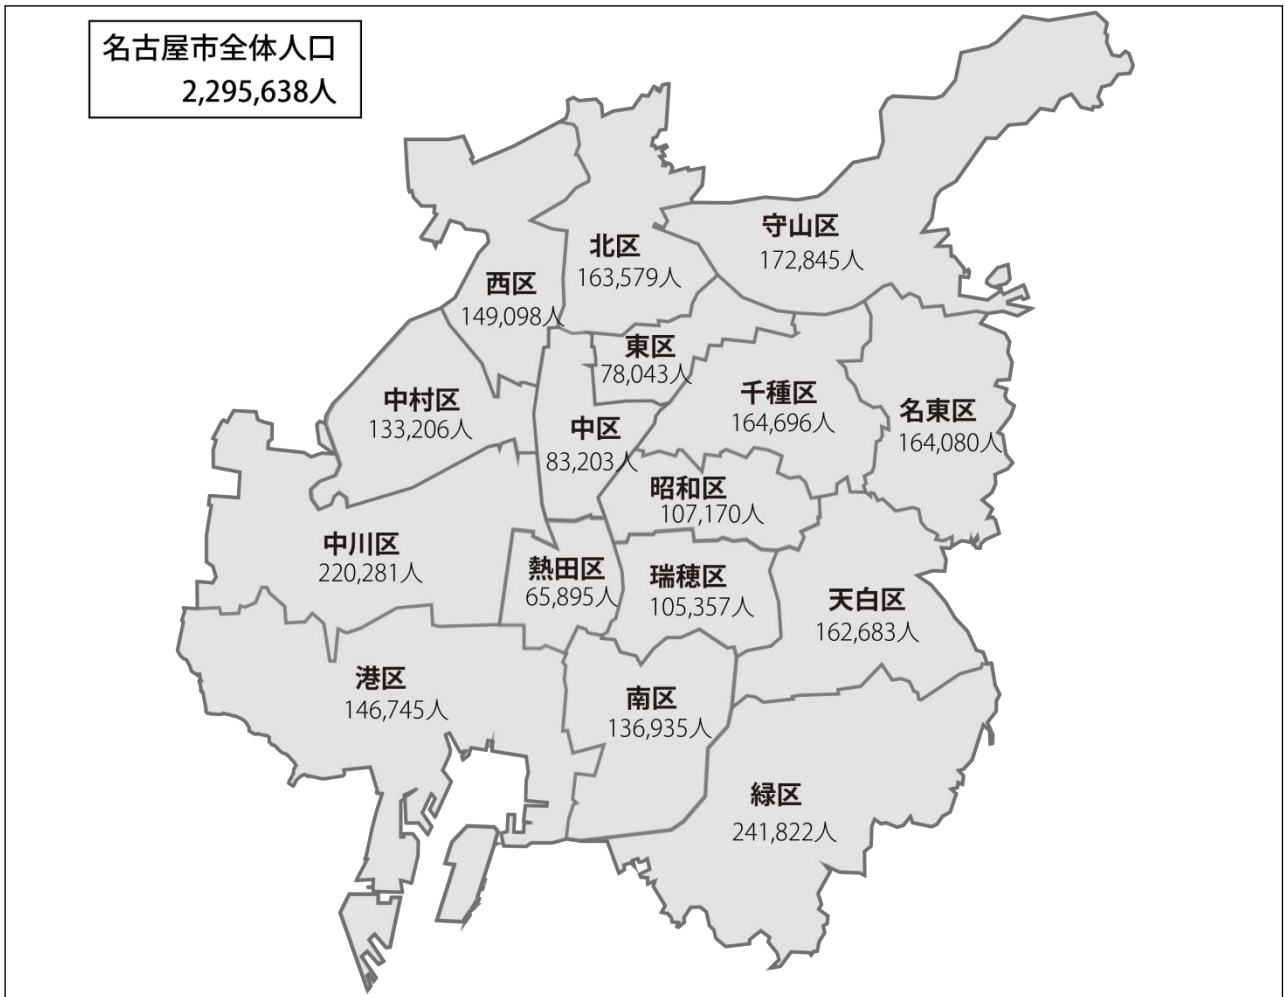 名古屋市全体人口
2,295,638人
守山区
172,845人
北区
163,579人
西区
149,098人
東区
78,043人
千種区
164,696人
名東区
164,080人
中村区
133,206人
中区
83,203人
昭和区
107,170人
中川区
220,281人
熱田区
65,895人
瑞穂区
105,357人
天白区
162,683人
港区
146,745人
南区
136,935人
緑区
241,822人